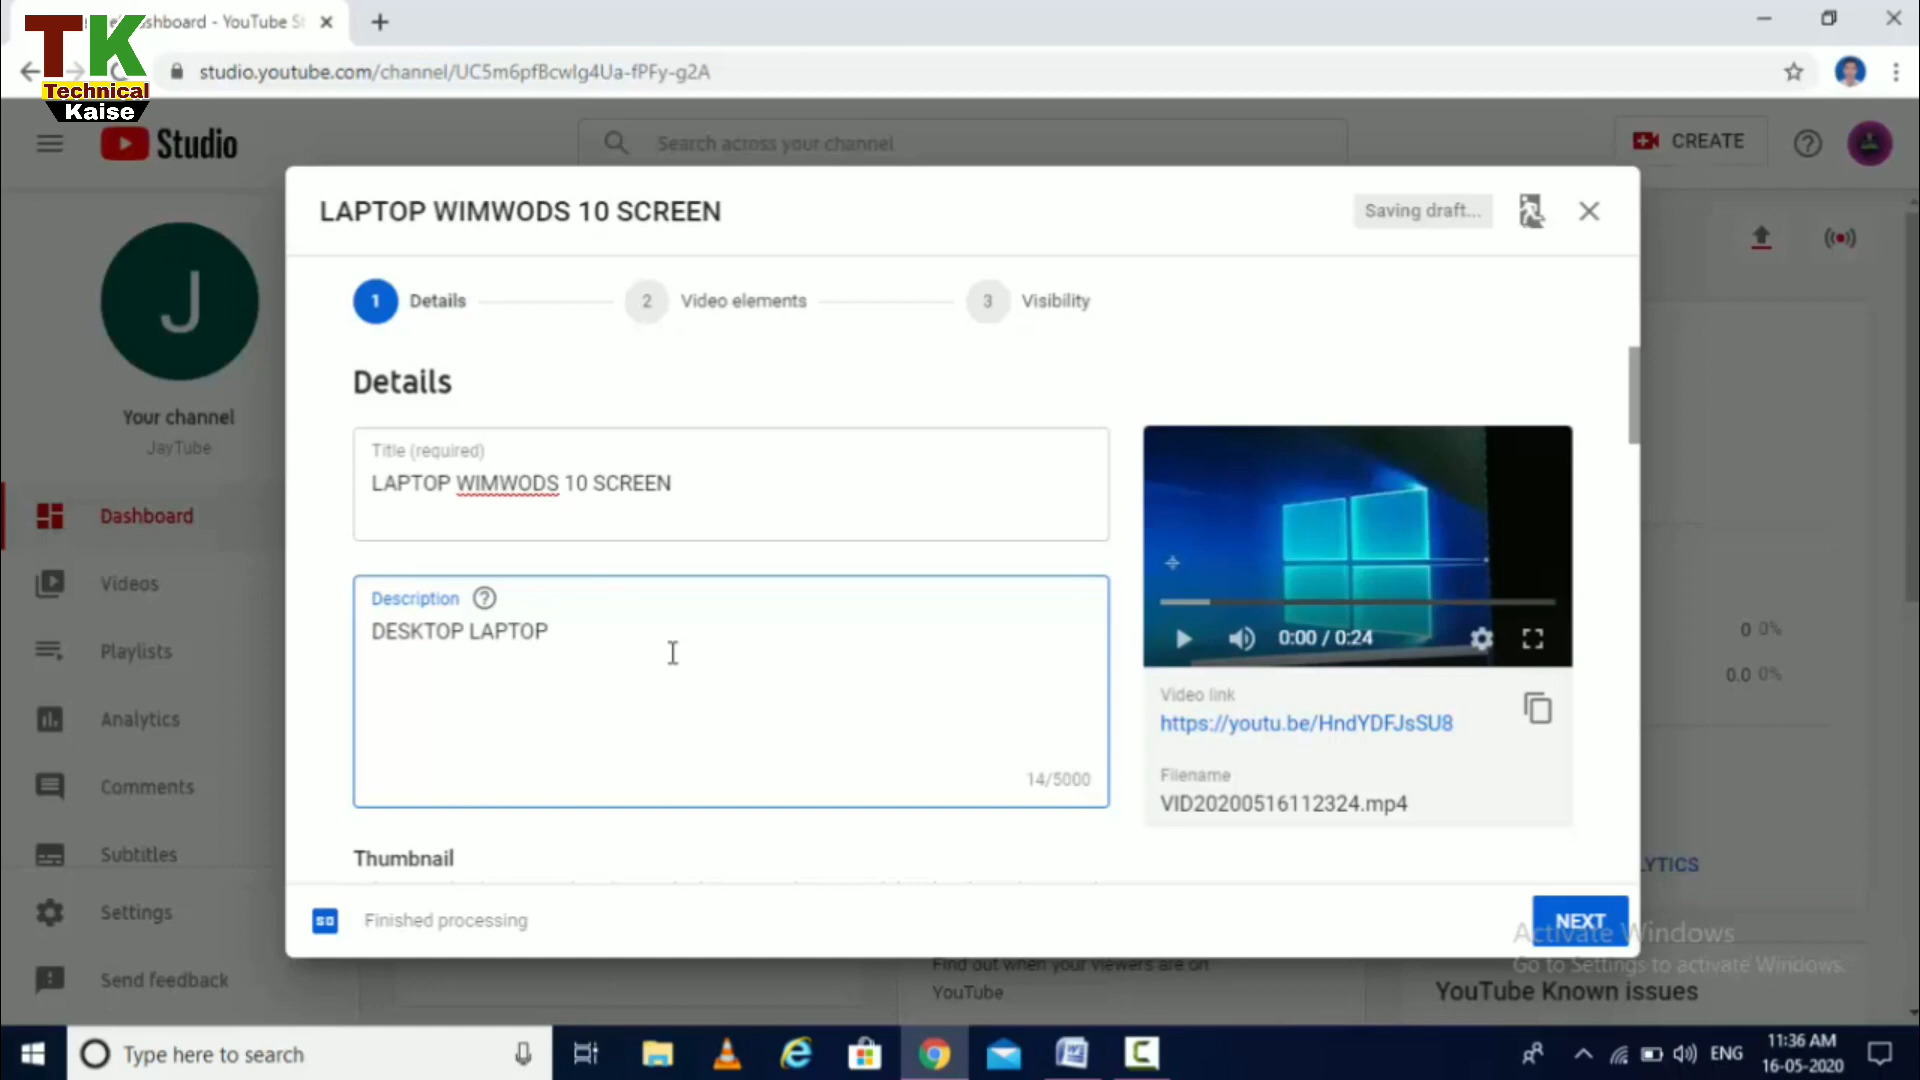 TK
Technical
Kaise
shboard - YouTube St
studio.youtube.com/channel/UC5m6pfBcwIg4Ua-fPFy-g2A
Studio
Search across your channel
CREATE
LAPTOP WIMWODS 10 SCREEN
Saving draft...
1 Details
2 Video elements
3 Visibility
Details
Title (required)
LAPTOP WIMWODS 10 SCREEN
Description
DESKTOP LAPTOP
14/5000
0:00 / 0:24
Video link
https://youtu.be/HndYDFJsSU8
Filename
VID20200516112324.mp4
Thumbnail
SD
Finished processing
NEXT
J
Your channel
JayTube
Dashboard
Videos
Playlists
Analytics
Comments
Subtitles
Settings
Send feedback
0 0%
0.0 0%
LYTICS
Find out when your viewers are on
YouTube
Activate Windows
Go to Settings to activate Windows.
YouTube Known issues
Type here to search
ENG
11:36 AM
16-05-2020